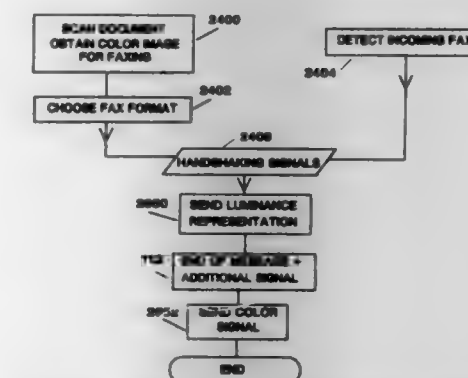 SCAN DOCUMENT
OBTAIN COLOR IMAGE
FOR FAXING
2400
DETECT INCOMING FAX
2404
CHOOSE FAX FORMAT
2402
2406
HANDSHAKING SIGNALS
SEND LUMINANCE
REPRESENTATION
END OF MESSAGE +
ADDITIONAL SIGNAL
SEND COLOR
SIGNAL
END